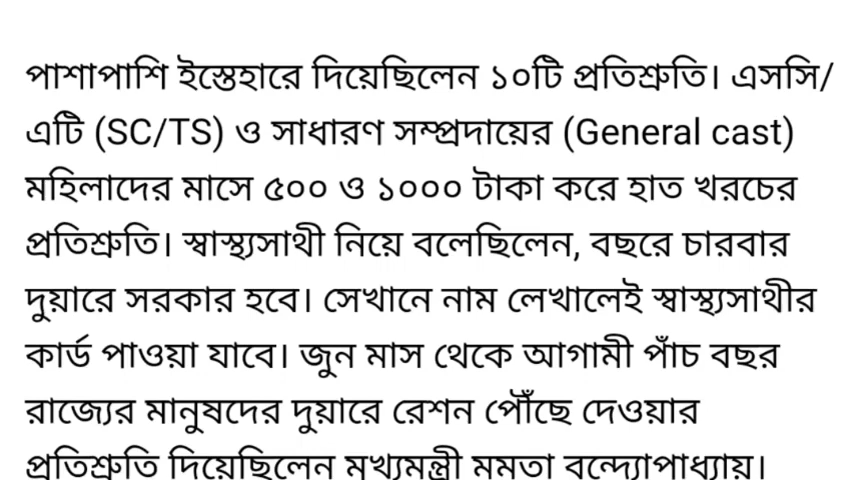 পাশাপাশি ইস্তেহারে দিয়েছিলেন ১০টি প্রতিশ্রুতি। এসসি/
এটি (SC/TS) ও সাধারণ সম্প্রদায়ের (General cast)
মহিলাদের মাসে ৫০০ ও ১০০০ টাকা করে হাত খরচের
প্রতিশ্রুতি। স্বাস্থ্যসাথী নিয়ে বলেছিলেন, বছরে চারবার
দুয়ারে সরকার হবে। সেখানে নাম লেখালেই স্বাস্থ্যসাথীর
কার্ড পাওয়া যাবে। জুন মাস থেকে আগামী পাঁচ বছর
রাজ্যের মানুষদের দুয়ারে রেশন পৌঁছে দেওয়ার
প্রতিশ্রুতি দিয়েছিলেন মুখ্যমন্ত্রী মমতা বন্দ্যোপাধ্যায়।